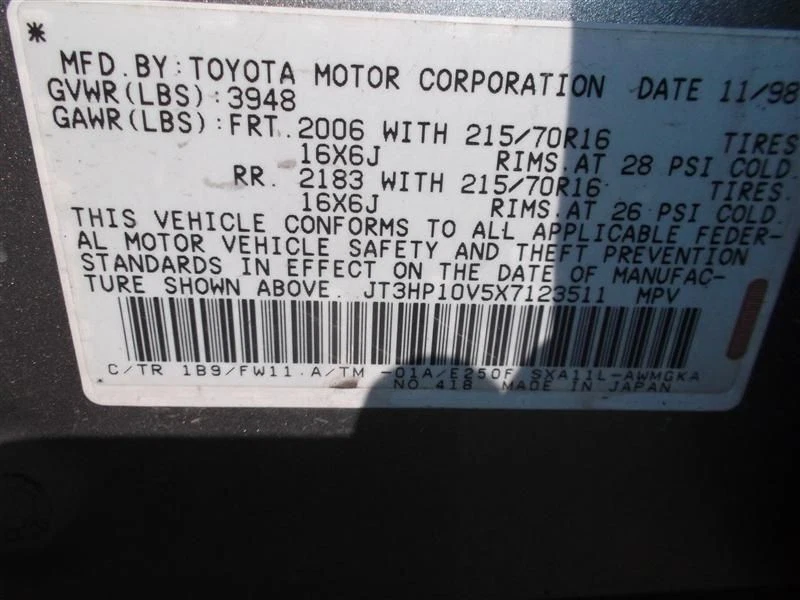 *
MFD. BY: TOYOTA MOTOR CORPORATION DATE 11/98
GVWR(LBS):3948
GAWR(LBS):FRT. 2006 WITH 215/70R16 TIRES
16X6J RIMS.AT 28 PSI COLD.
RR. 2183 WITH 215/70R16 TIRES.
16X6J RIMS.AT 26 PSI COLD.
THIS VEHICLE CONFORMS TO ALL APPLICABLE FEDER-
AL MOTOR VEHICLE SAFETY AND THEFT PREVENTION
STANDARDS IN EFFECT ON THE DATE OF MANUFAC-
TURE SHOWN ABOVE. JT3HP10V5X7123511 MPV
C/TR 1B9/FW11 A/TM -01A/E250F SXA11L-AWMGKA
NO.418 MADE IN JAPAN